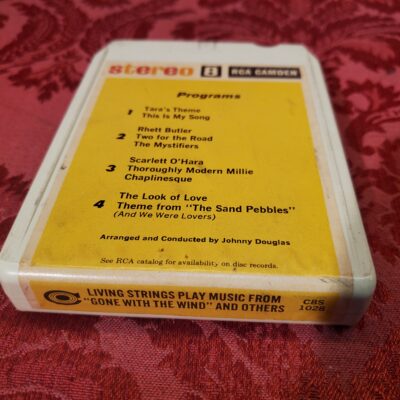 stereo 8 RCA CAMDEN
Programs
1 Tara's Theme
This Is My Song
2 Rhett Butler
Two for the Road
The Mystifiers
3 Scarlett O'Hara
Thoroughly Modern Millie
Chaplinesque
4 The Look of Love
Theme from "The Sand Pebbles"
(And We Were Lovers)
Arranged and Conducted by Johnny Douglas
See RCA catalog for availability on disc records.
LIVING STRINGS PLAY MUSIC FROM
"GONE WITH THE WIND" AND OTHERS
C8S
1028